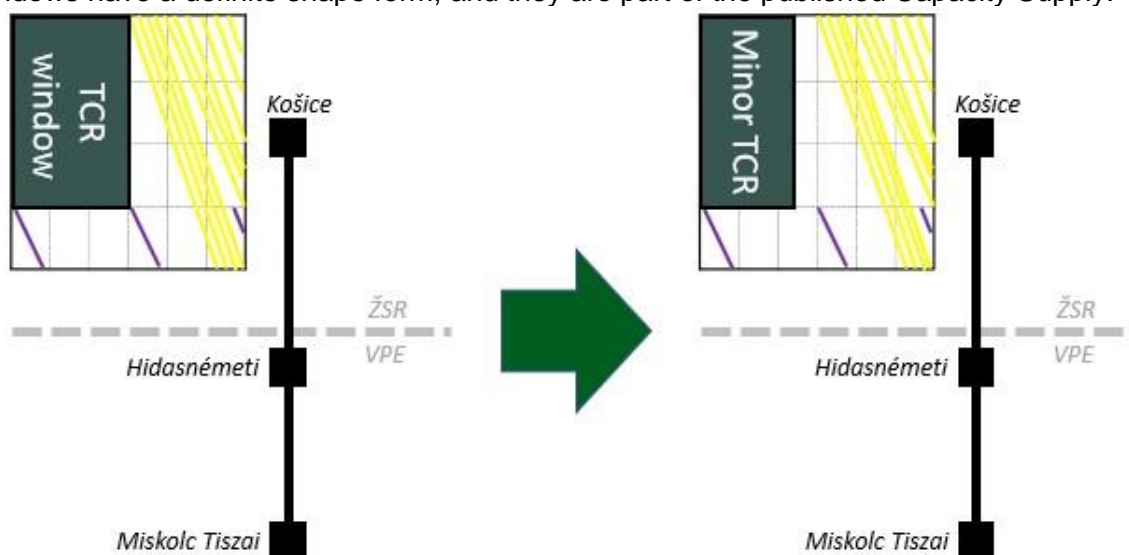 have a definite shape form, and they are part of the published Capacity Supply.
TCR
window
Košice
ŽSR
VPE
Hidasnémeti
Miskolc Tiszai
Minor TCR
Košice
ŽSR
VPE
Hidasnémeti
Miskolc Tiszai